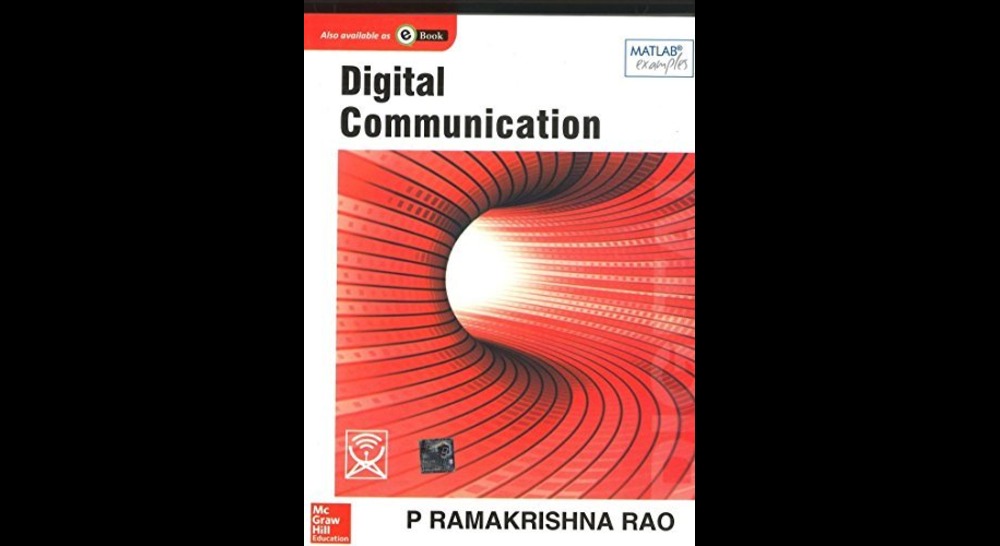 Also available as e Book
MATLAB®
examples
Digital
Communication
Mc
Graw
Hill
Education
P RAMAKRISHNA RAO